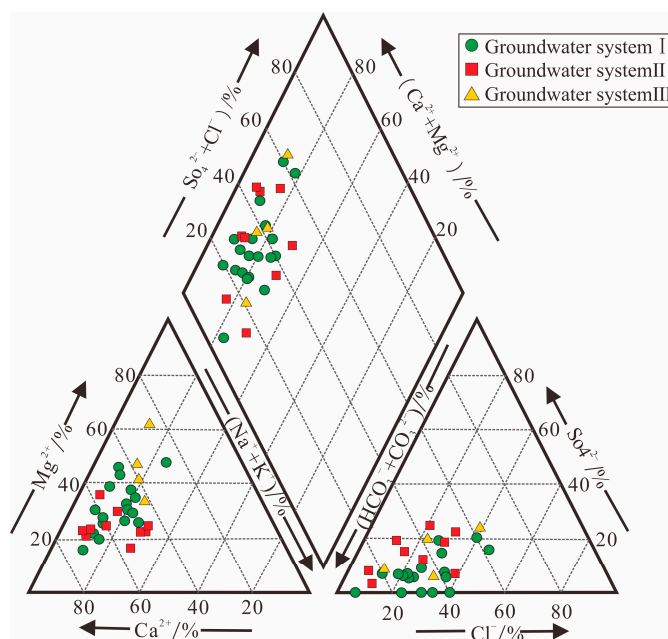 Groundwater system I
Groundwater systemII
Groundwater systemIII
So₄²⁻+Cl⁻)/%
(Ca²⁺+Mg²⁺)/%
80
80
60
60
40
40
20
20
Mg²⁺/%
(Na⁺+K⁺)/%
(HCO₃⁻+CO₃²⁻)/%
So4²⁻/%
80
80
60
60
40
40
20
20
80
60
40
20
20
40
60
80
Ca²⁺/%
Cl⁻/%